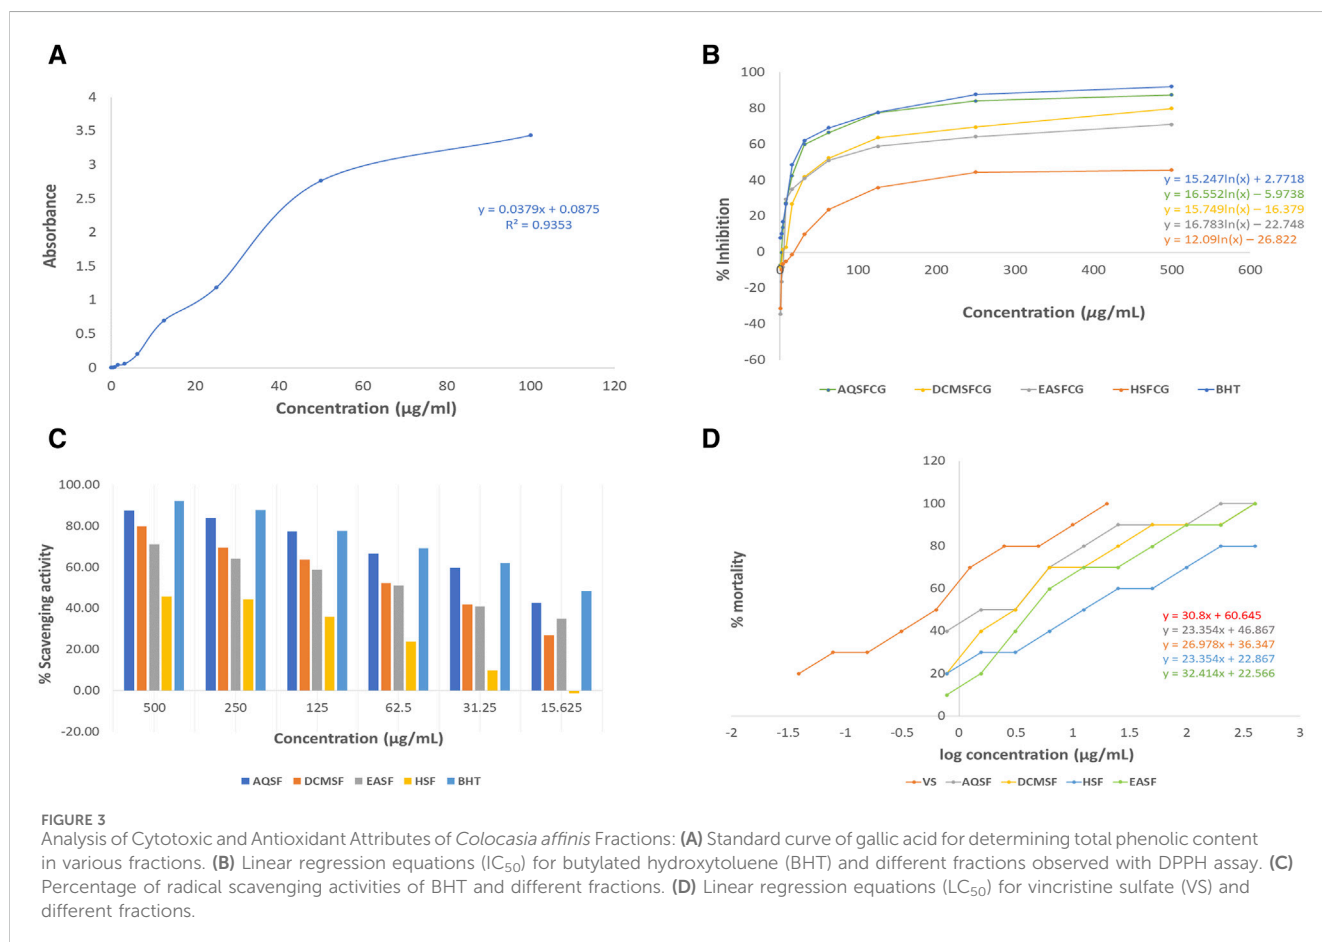 A
Absorbance
4
3.5
3
2.5
2
1.5
1
0.5
0
y = 0.0379x + 0.0875
R² = 0.9353
0 20 40 60 80 100 120
Concentration (µg/ml)
B
% Inhibition
100
80
60
40
20
0
-20
-40
-60
y = 15.247ln(x) + 2.7718
y = 16.552ln(x) − 5.9738
y = 15.749ln(x) − 16.379
y = 16.783ln(x) − 22.748
y = 12.09ln(x) − 26.822
0 100 200 300 400 500 600
Concentration (µg/mL)
AQSFCG DCMSFCG EASFCG HSFCG BHT
C
% Scavenging activity
100.00
80.00
60.00
40.00
20.00
0.00
-20.00
500 250 125 62.5 31.25 15.625
Concentration (µg/mL)
AQSF DCMSF EASF HSF BHT
D
% mortality
120
100
80
60
40
20
0
y = 30.8x + 60.645
y = 23.354x + 46.867
y = 26.978x + 36.347
y = 23.354x + 22.867
y = 32.414x + 22.566
-2 -1.5 -1 -0.5 0 0.5 1 1.5 2 2.5 3
log concentration (µg/mL)
VS AQSF DCMSF HSF EASF
FIGURE 3
Analysis of Cytotoxic and Antioxidant Attributes of Colocasia affinis Fractions: (A) Standard curve of gallic acid for determining total phenolic content
in various fractions. (B) Linear regression equations (IC50) for butylated hydroxytoluene (BHT) and different fractions observed with DPPH assay. (C)
Percentage of radical scavenging activities of BHT and different fractions. (D) Linear regression equations (LC50) for vincristine sulfate (VS) and
different fractions.